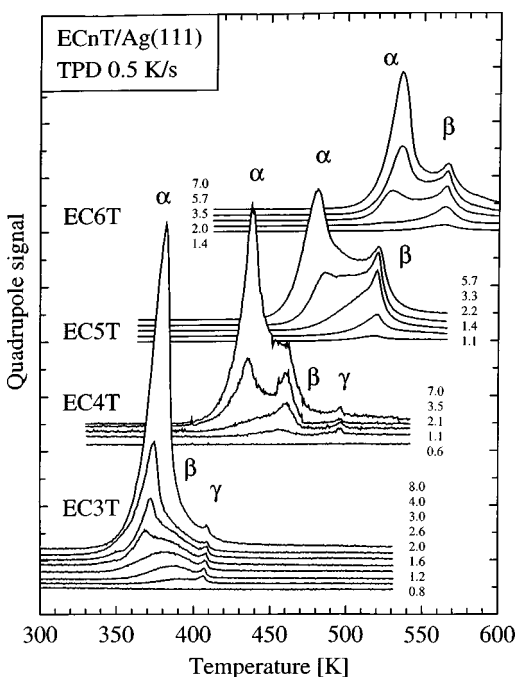 ECnT/Ag(111)
TPD 0.5 K/s
α
β
α
α
α
7.0
5.7
3.5
2.0
1.4
EC6T
β
5.7
3.3
2.2
1.4
1.1
EC5T
β γ
7.0
3.5
2.1
1.1
0.6
EC4T
β
γ
8.0
4.0
3.0
2.6
2.0
1.6
1.2
0.8
EC3T
Quadrupole signal
300 350 400 450 500 550 600
Temperature [K]